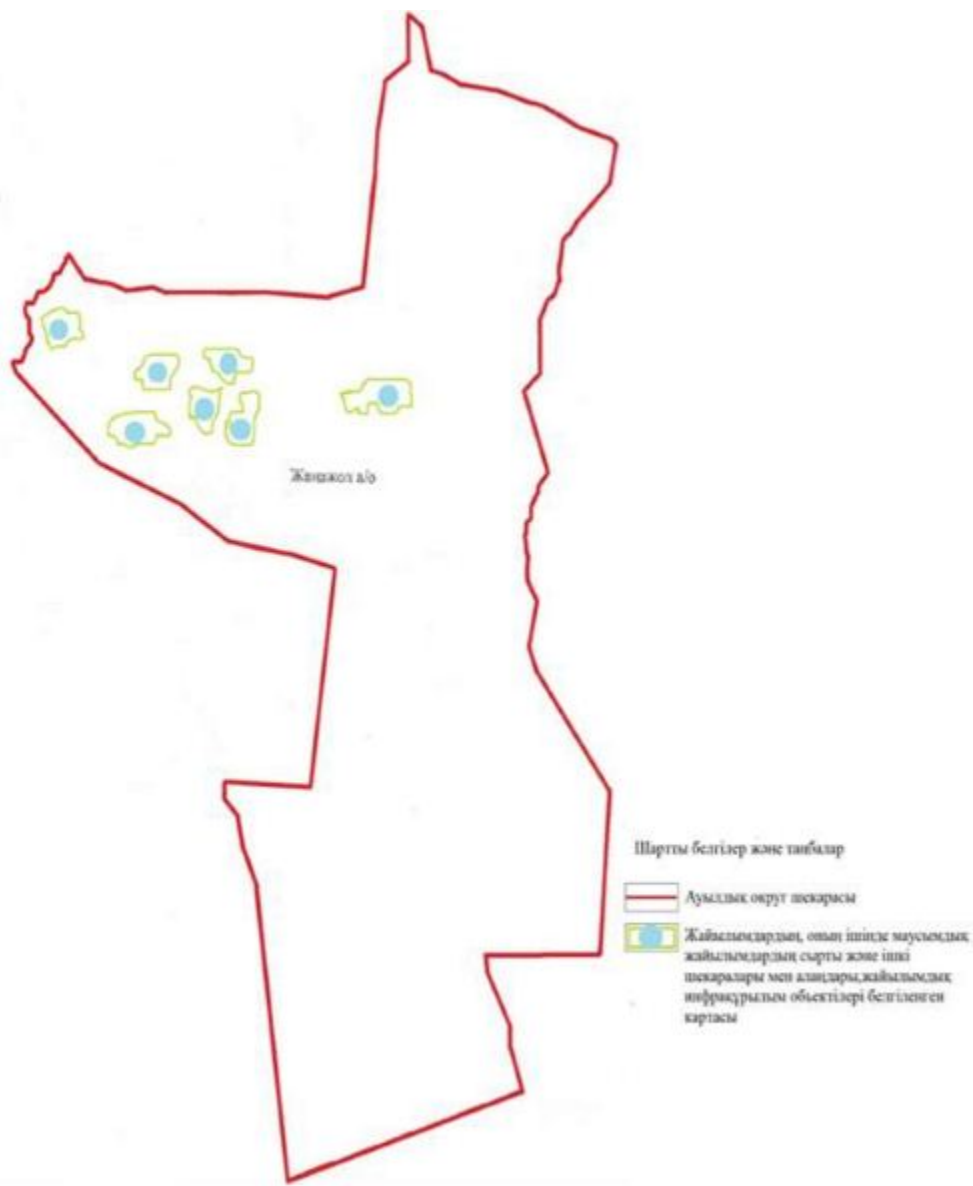 Жаңажол а/о
Шартты белгілер және танбалар
Ауылдық округ шекарасы
Жайылымдардың, оның ішінде маусымдық
жайылымдардың сыртқы және ішкі
шекаралары мен алаңдары,жайылымдық
инфрақұрылым объектілері белгіленген
картасы